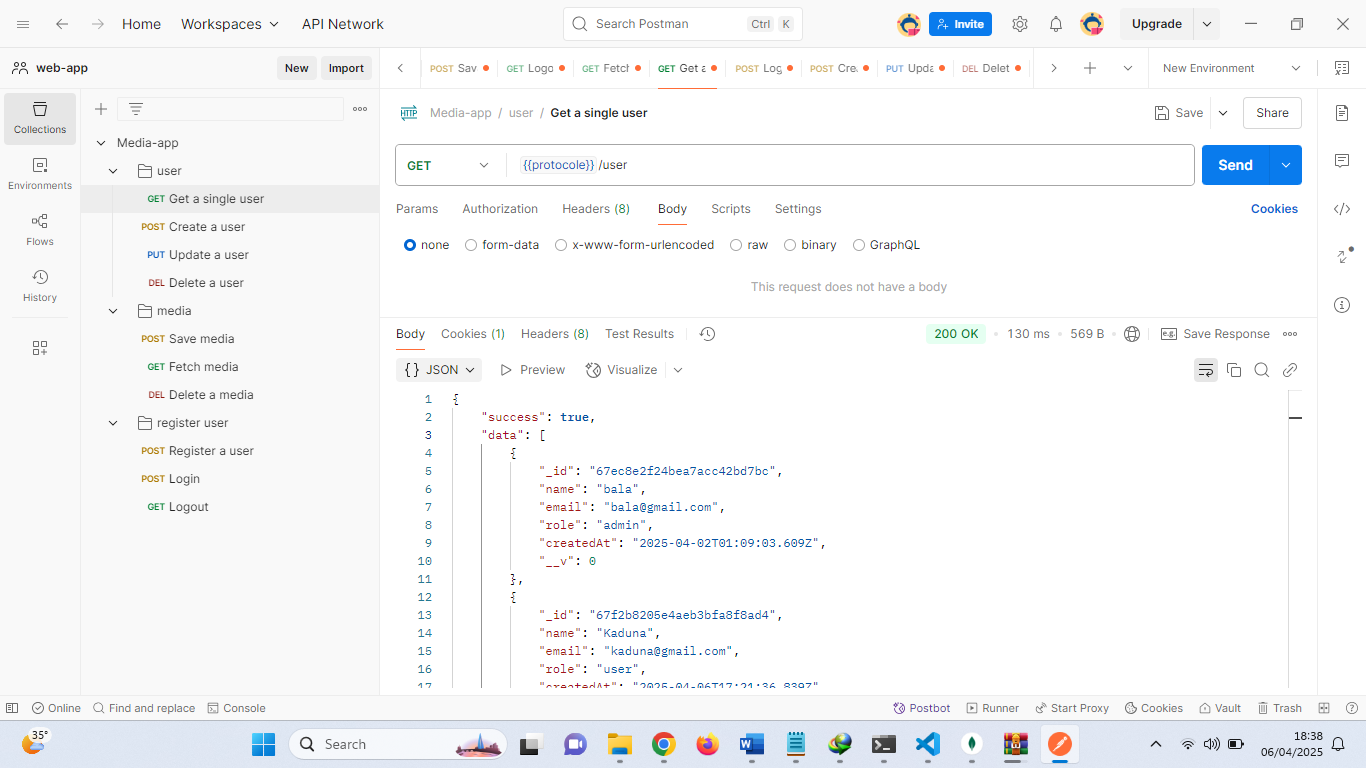 Home Workspaces API Network Search Postman Ctrl K Invite Upgrade
web-app New Import POST Sav GET Logo GET Fetch GET Get a POST Log POST Cre PUT Upda DEL Delet New Environment
Collections
Environments
Flows
History
Media-app
user
GET Get a single user
POST Create a user
PUT Update a user
DEL Delete a user
media
POST Save media
GET Fetch media
DEL Delete a media
register user
POST Register a user
POST Login
GET Logout
HTTP Media-app / user / Get a single user Save Share
GET {{protocole}} /user Send
Params Authorization Headers (8) Body Scripts Settings Cookies
none form-data x-www-form-urlencoded raw binary GraphQL
This request does not have a body
Body Cookies (1) Headers (8) Test Results 200 OK 130 ms 569 B e.g. Save Response
{} JSON Preview Visualize
1 {
2 "success": true,
3 "data": [
4 {
5 "_id": "67ec8e2f24bea7acc42bd7bc",
6 "name": "bala",
7 "email": "bala@gmail.com",
8 "role": "admin",
9 "createdAt": "2025-04-02T01:09:03.609Z",
10 "__v": 0
11 },
12 {
13 "_id": "67f2b8205e4aeb3bfa8f8ad4",
14 "name": "Kaduna",
15 "email": "kaduna@gmail.com",
16 "role": "user",
17 "createdAt": "2025-04-06T17:21:36.839Z"
Online Find and replace Console Postbot Runner Start Proxy Cookies Vault Trash
35° Search 18:38
06/04/2025